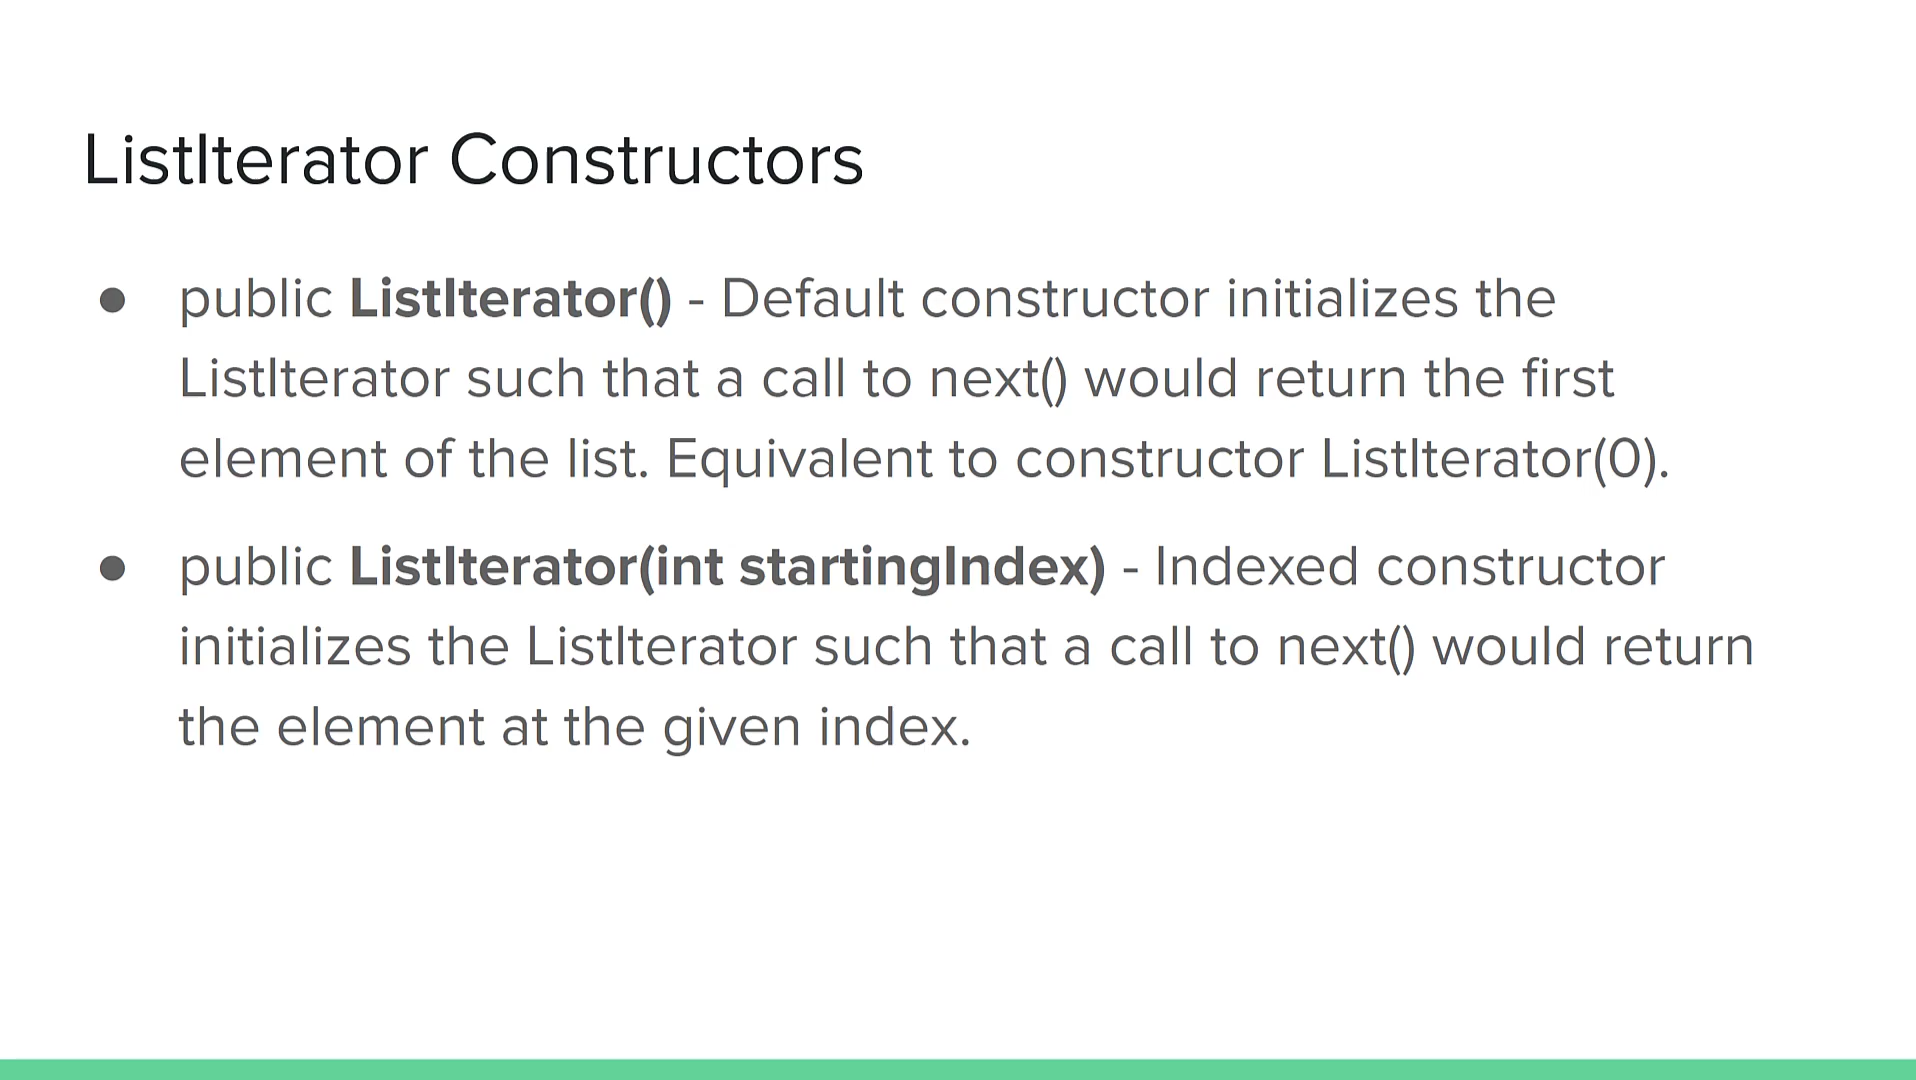 ListIterator Constructors
● public ListIterator() - Default constructor initializes the
ListIterator such that a call to next() would return the first
element of the list. Equivalent to constructor ListIterator(0).
● public ListIterator(int startingIndex) - Indexed constructor
initializes the ListIterator such that a call to next() would return
the element at the given index.